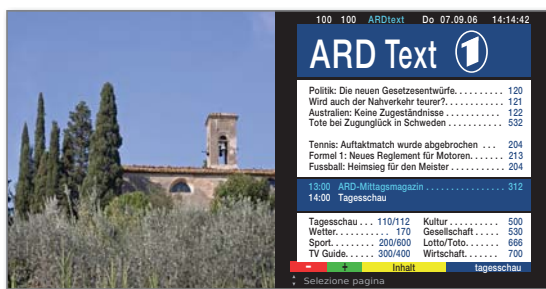 100 100 ARDtext Do 07.09.06 14:14:42
ARD Text 1
Politik: Die neuen Gesetzesentwürfe.......... 120
Wird auch der Nahverkehr teurer?............ 121
Australien: Keine Zugeständnisse............ 122
Tote bei Zugunglück in Schweden........... 532
Tennis: Auftaktmatch wurde abgebrochen ... 204
Formel 1: Neues Reglement für Motoren....... 213
Fussball: Heimsieg für den Meister........... 204
13:00 ARD-Mittagsmagazin................ 312
14:00 Tagesschau
Tagesschau... 110/112 Kultur.......... 500
Wetter.......... 170 Gesellschaft..... 530
Sport........ 200/600 Lotto/Toto....... 666
TV Guide....... 300/400 Wirtschaft....... 700
- + Inhalt tagesschau
Selezione pagina